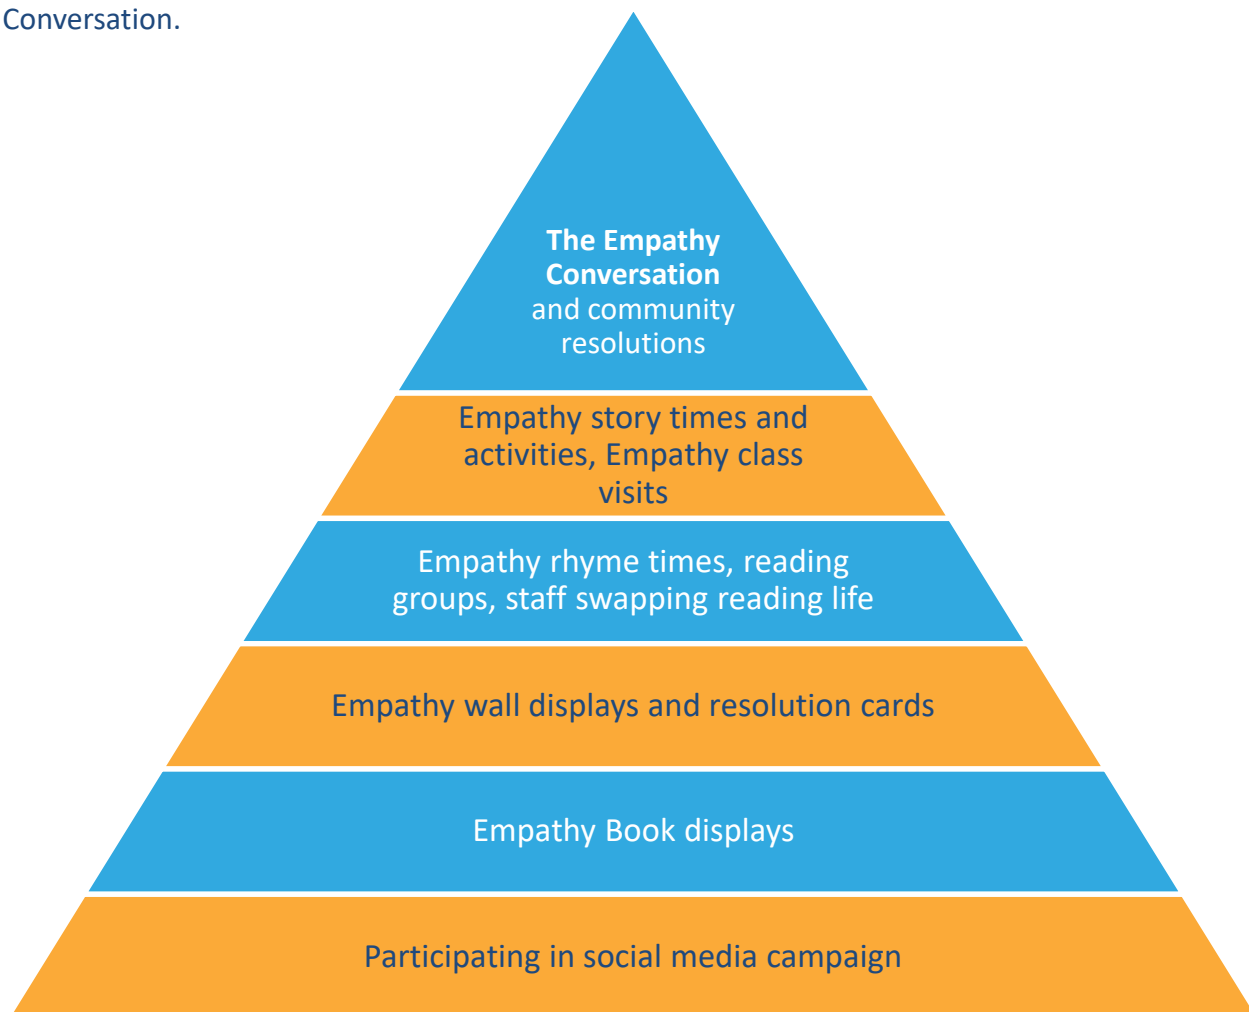 Conversation.
The Empathy
Conversation
and community
resolutions
Empathy story times and
activities, Empathy class
visits
Empathy rhyme times, reading
groups, staff swapping reading life
Empathy wall displays and resolution cards
Empathy Book displays
Participating in social media campaign